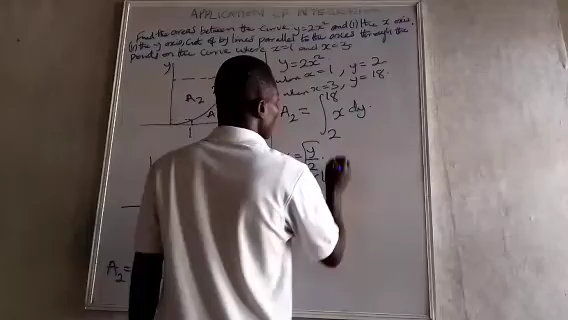 APPLICATION OF INTEGRATION
Find the areas between the curve y=2x² and (i) the x axis,
(ii) the y axis, cut off by lines parallel to the axes through the
points on the curve where x=1 and x=3.
y
y=2x²
when x=1, y=2
when x=3, y=18.
A₂
A₂ = ∫₂¹⁸ x dy.
= √(y/2)
1
A₂=